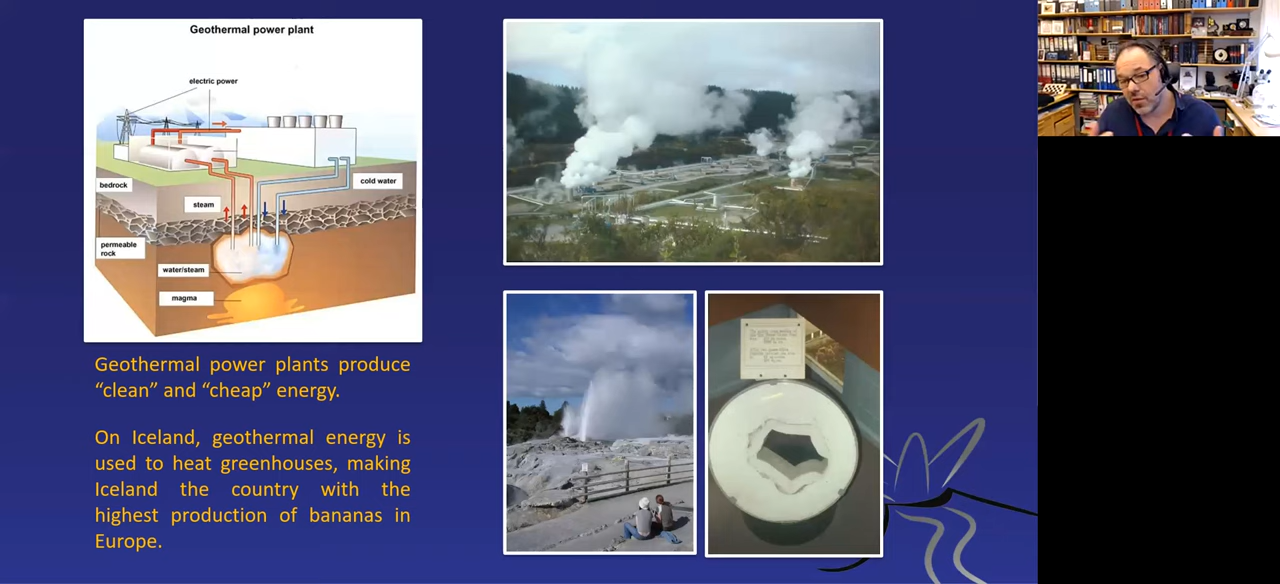 Geothermal power plant
electric power
bedrock
cold water
steam
permeable
rock
water/steam
magma
Geothermal power plants produce
“clean” and “cheap” energy.
On Iceland, geothermal energy is
used to heat greenhouses, making
Iceland the country with the
highest production of bananas in
Europe.